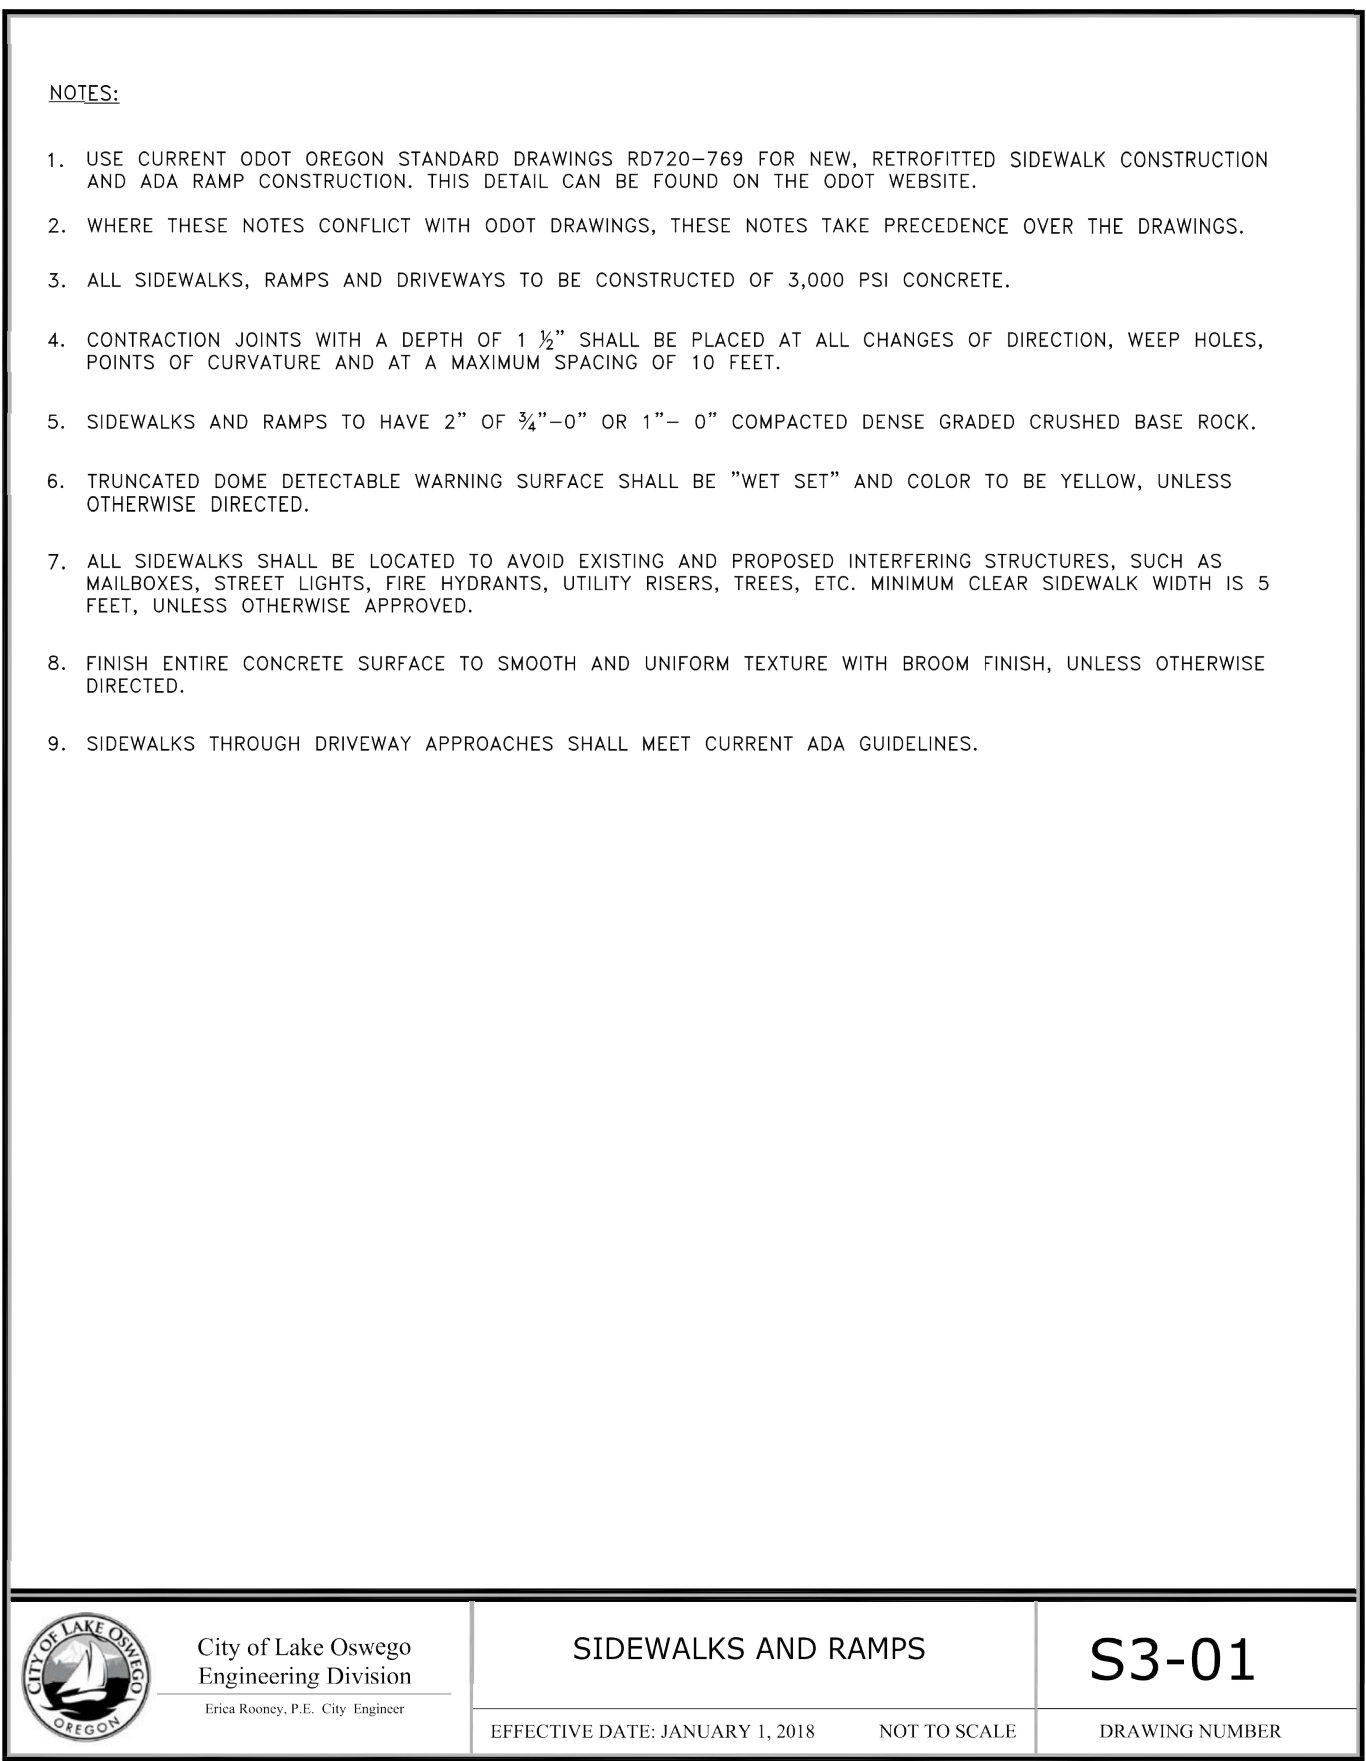 NOTES:
1. USE CURRENT ODOT OREGON STANDARD DRAWINGS RD720–769 FOR NEW, RETROFITTED SIDEWALK CONSTRUCTION
AND ADA RAMP CONSTRUCTION. THIS DETAIL CAN BE FOUND ON THE ODOT WEBSITE.
2. WHERE THESE NOTES CONFLICT WITH ODOT DRAWINGS, THESE NOTES TAKE PRECEDENCE OVER THE DRAWINGS.
3. ALL SIDEWALKS, RAMPS AND DRIVEWAYS TO BE CONSTRUCTED OF 3,000 PSI CONCRETE.
4. CONTRACTION JOINTS WITH A DEPTH OF 1 ½” SHALL BE PLACED AT ALL CHANGES OF DIRECTION, WEEP HOLES,
POINTS OF CURVATURE AND AT A MAXIMUM SPACING OF 10 FEET.
5. SIDEWALKS AND RAMPS TO HAVE 2” OF ¾”–0” OR 1”– 0” COMPACTED DENSE GRADED CRUSHED BASE ROCK.
6. TRUNCATED DOME DETECTABLE WARNING SURFACE SHALL BE ”WET SET” AND COLOR TO BE YELLOW, UNLESS
OTHERWISE DIRECTED.
7. ALL SIDEWALKS SHALL BE LOCATED TO AVOID EXISTING AND PROPOSED INTERFERING STRUCTURES, SUCH AS
MAILBOXES, STREET LIGHTS, FIRE HYDRANTS, UTILITY RISERS, TREES, ETC. MINIMUM CLEAR SIDEWALK WIDTH IS 5
FEET, UNLESS OTHERWISE APPROVED.
8. FINISH ENTIRE CONCRETE SURFACE TO SMOOTH AND UNIFORM TEXTURE WITH BROOM FINISH, UNLESS OTHERWISE
DIRECTED.
9. SIDEWALKS THROUGH DRIVEWAY APPROACHES SHALL MEET CURRENT ADA GUIDELINES.
CITY OF LAKE OSWEGO
OREGON
City of Lake Oswego
Engineering Division
Erica Rooney, P.E. City Engineer
SIDEWALKS AND RAMPS
EFFECTIVE DATE: JANUARY 1, 2018 NOT TO SCALE
S3-01
DRAWING NUMBER